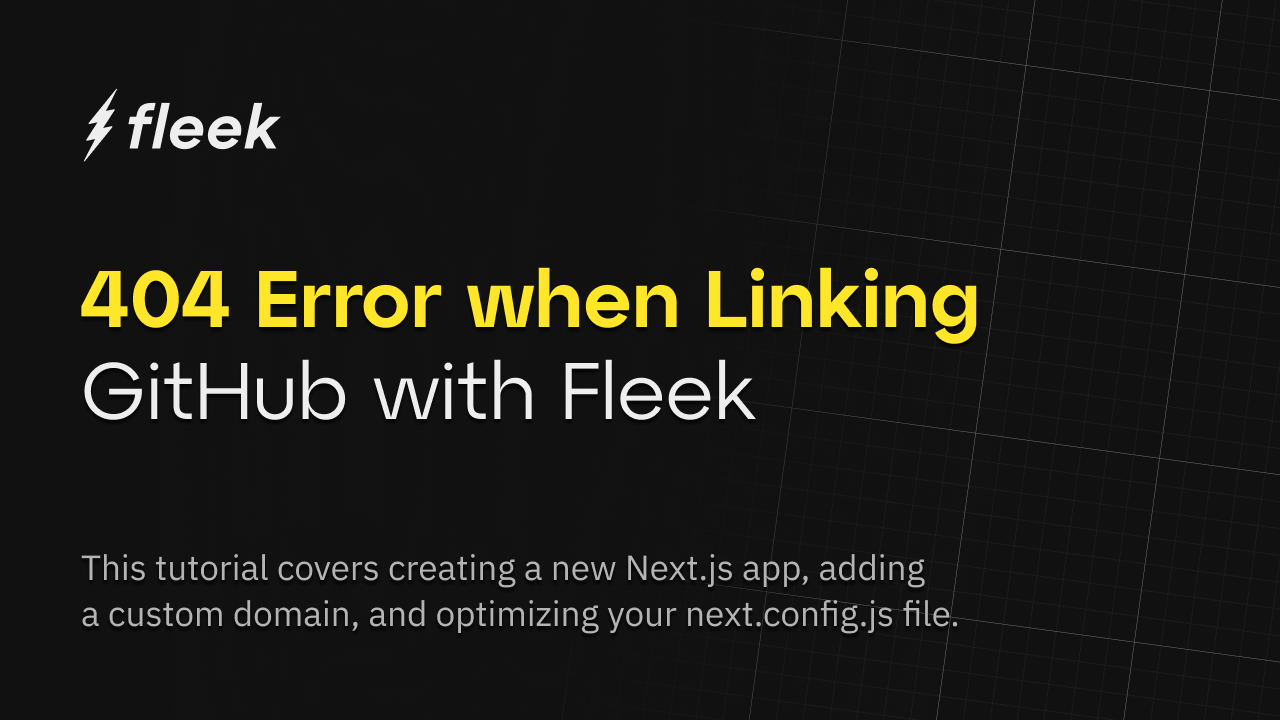 fleek
404 Error when Linking
GitHub with Fleek
This tutorial covers creating a new Next.js app, adding
a custom domain, and optimizing your next.config.js file.